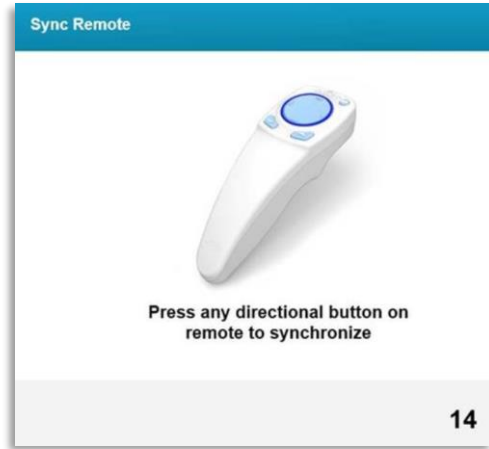 Sync Remote
Press any directional button on
remote to synchronize
14